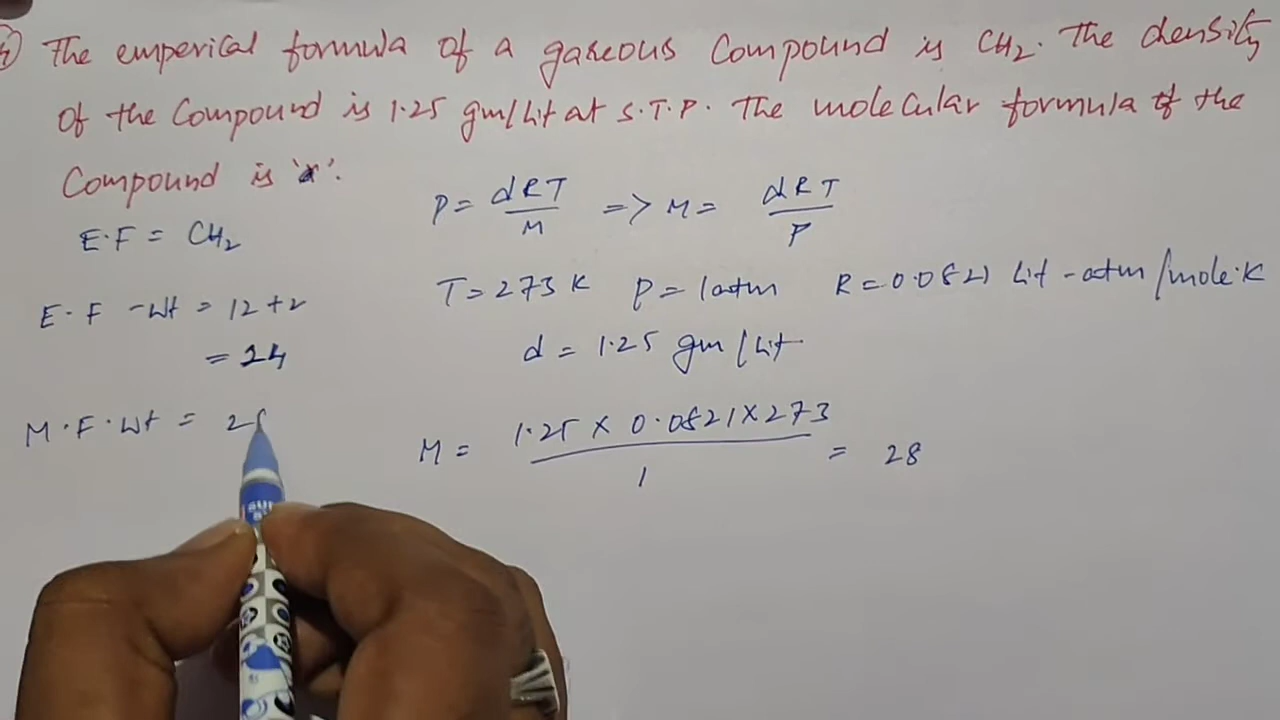 4) The emperical formula of a gaseous Compound is CH2. The density
of the Compound is 1.25 gm/lit at S.T.P. The molecular formula of the
Compound is 'x'.
P = dRT/M => M = dRT/P
E.F = CH2
T = 273 K P = 1atm R = 0.0821 lit-atm/mole.K
E.F -wt = 12+2
= 14
d = 1.25 gm/lit
M.F.wt = 28
M = 1.25 x 0.0821 x 273 / 1 = 28